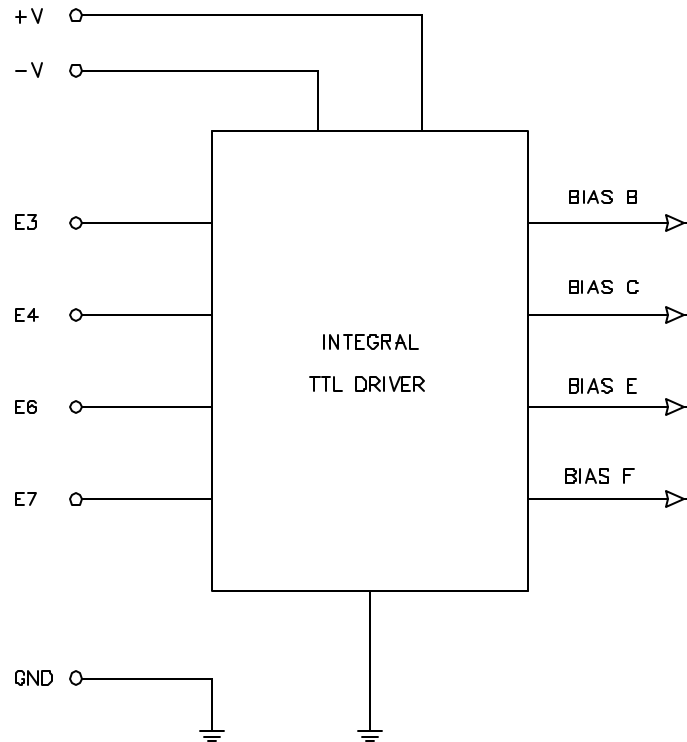 +V
-V
E3
BIAS B
E4
BIAS C
INTEGRAL
TTL DRIVER
E6
BIAS E
E7
BIAS F
GND